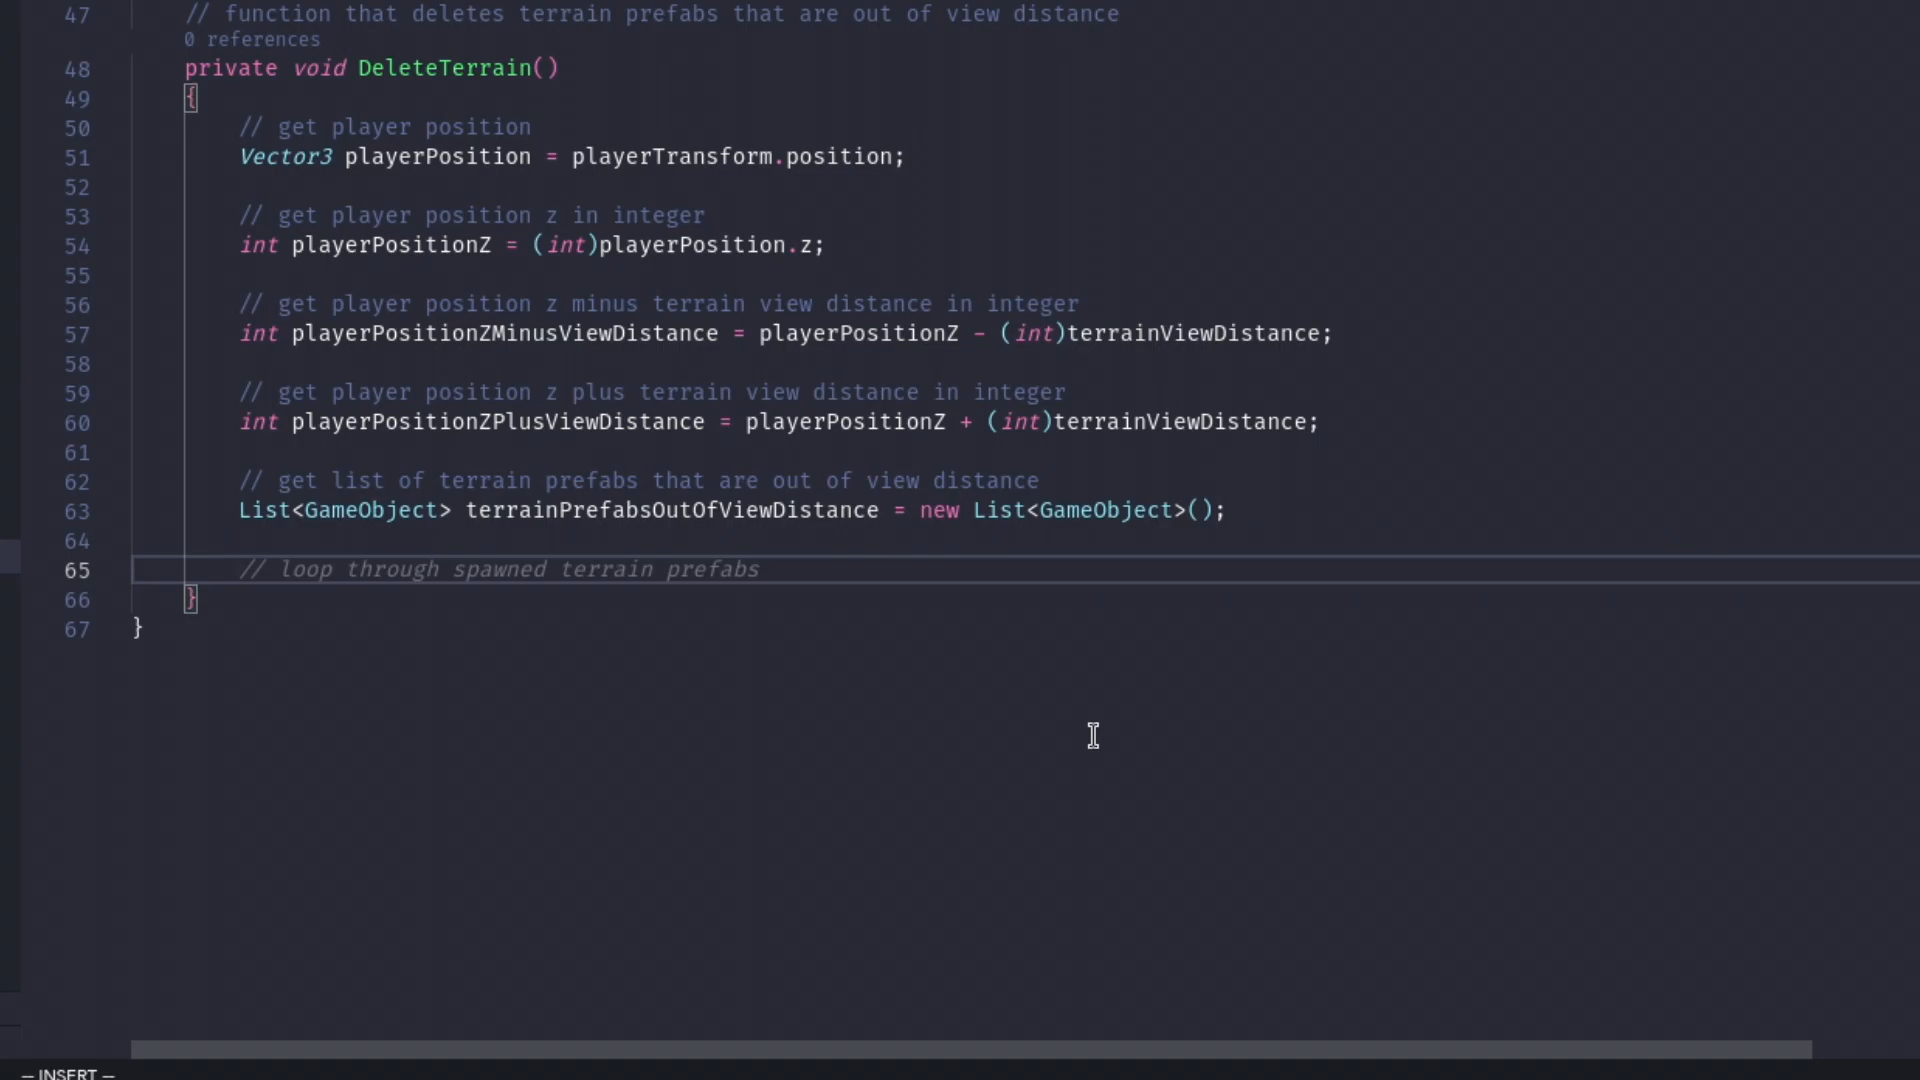 47 // function that deletes terrain prefabs that are out of view distance
0 references
48 private void DeleteTerrain()
49 {
50 // get player position
51 Vector3 playerPosition = playerTransform.position;
52
53 // get player position z in integer
54 int playerPositionZ = (int)playerPosition.z;
55
56 // get player position z minus terrain view distance in integer
57 int playerPositionZMinusViewDistance = playerPositionZ - (int)terrainViewDistance;
58
59 // get player position z plus terrain view distance in integer
60 int playerPositionZPlusViewDistance = playerPositionZ + (int)terrainViewDistance;
61
62 // get list of terrain prefabs that are out of view distance
63 List<GameObject> terrainPrefabsOutOfViewDistance = new List<GameObject>();
64
65 // loop through spawned terrain prefabs
66 }
67 }
-- INSERT --